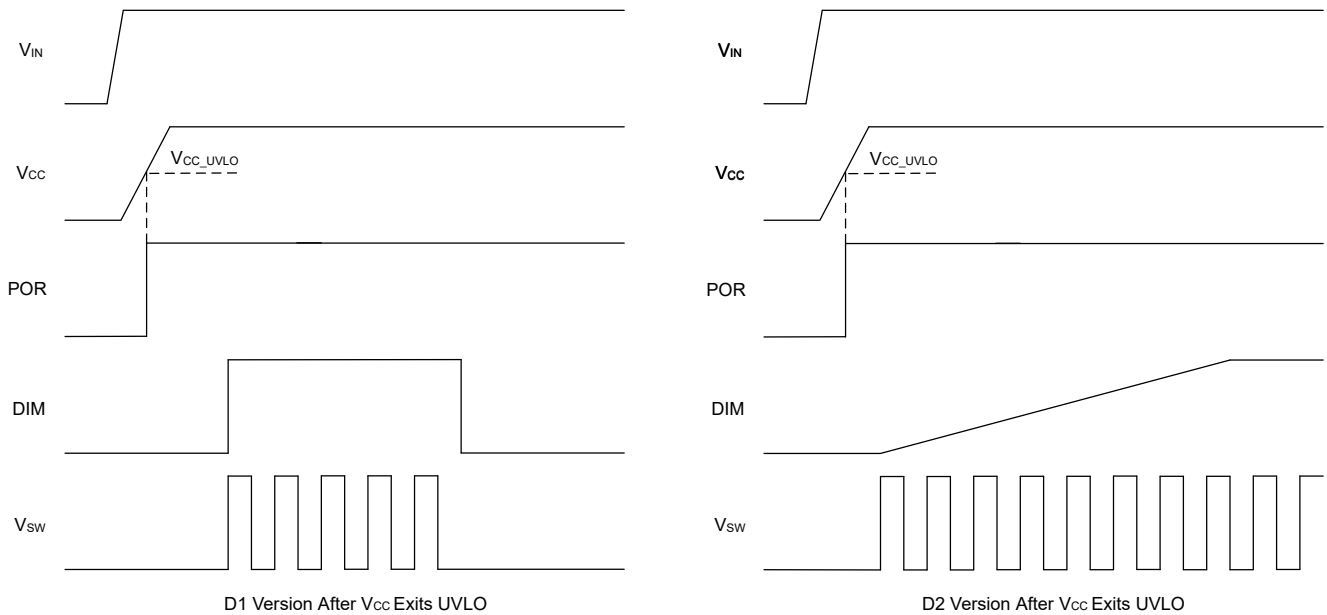 VIN
VCC
VCC_UVLO
POR
DIM
VSW
D1 Version After VCC Exits UVLO
VIN
VCC
VCC_UVLO
POR
DIM
VSW
D2 Version After VCC Exits UVLO